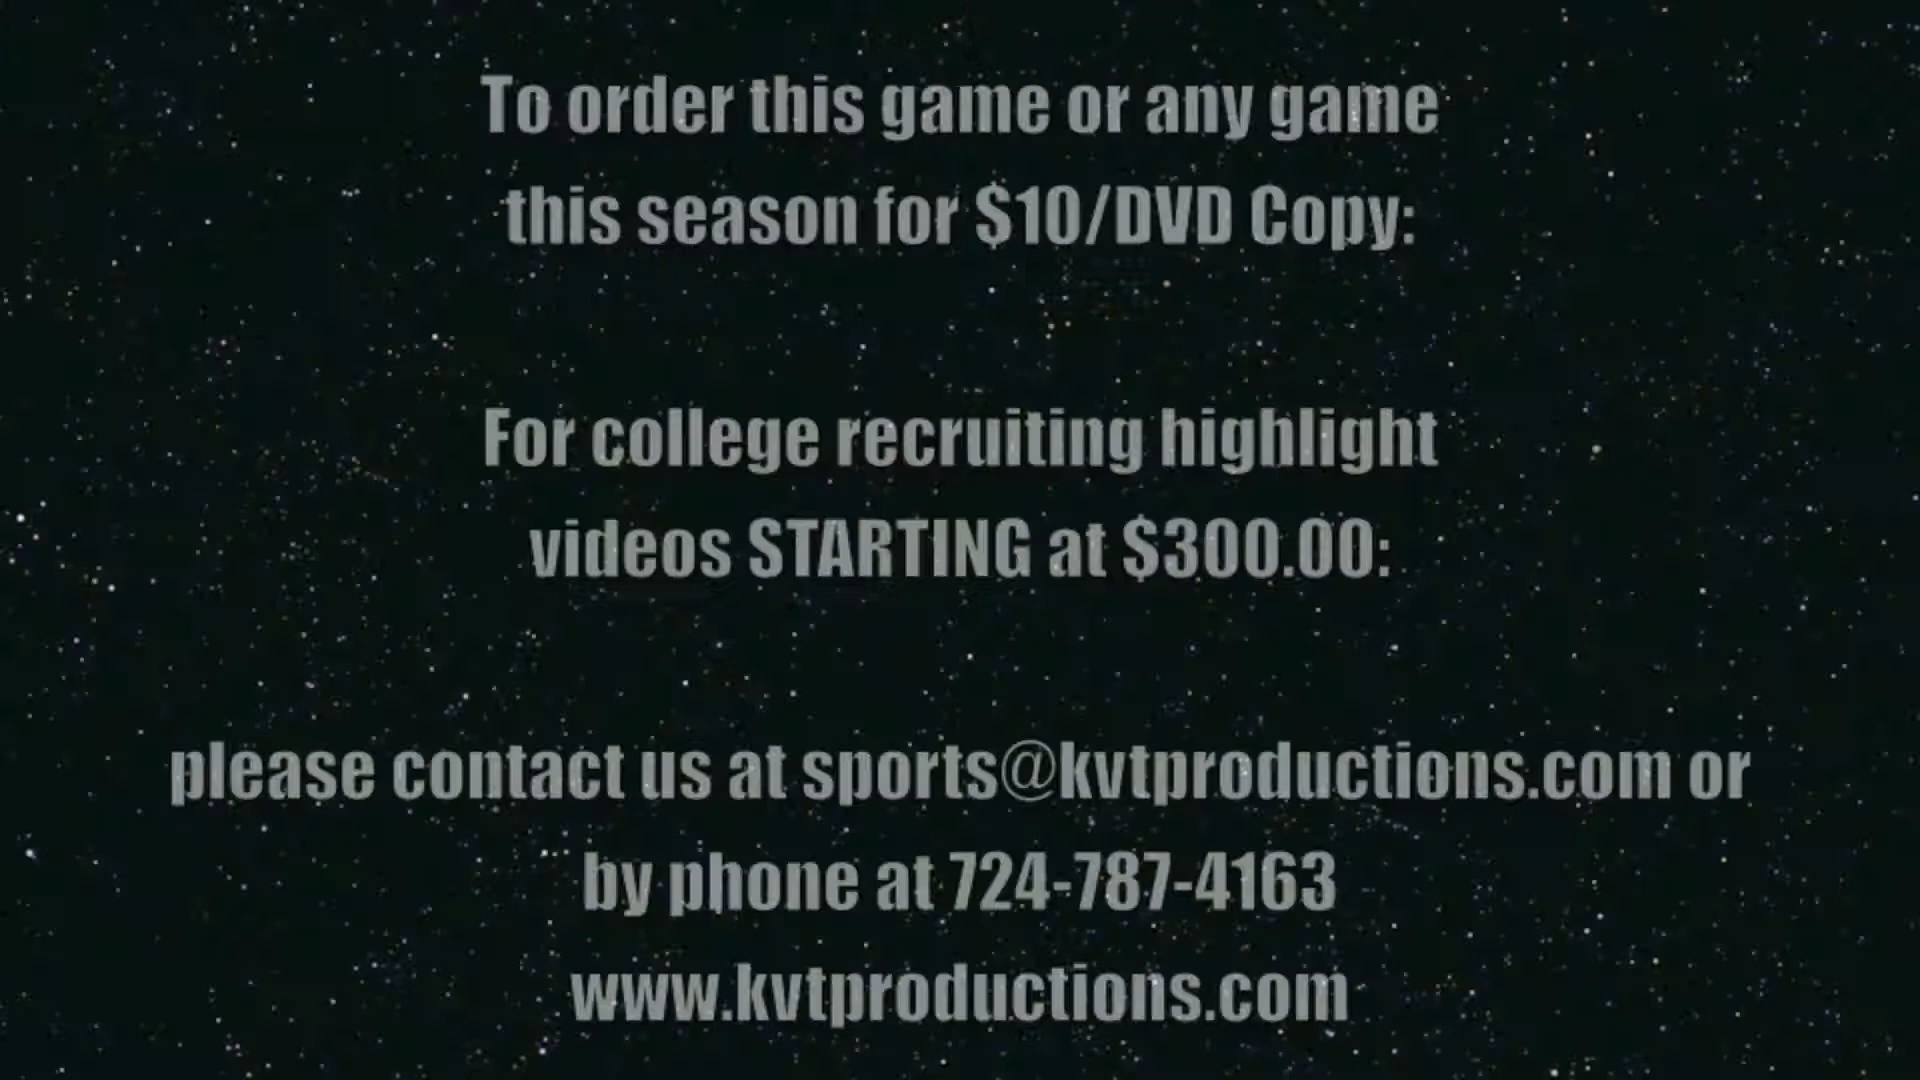 To order this game or any game
this season for $10/DVD Copy:
For college recruiting highlight
videos STARTING at $300.00:
please contact us at sports@kvtproductions.com or
by phone at 724-787-4163
www.kvtproductions.com